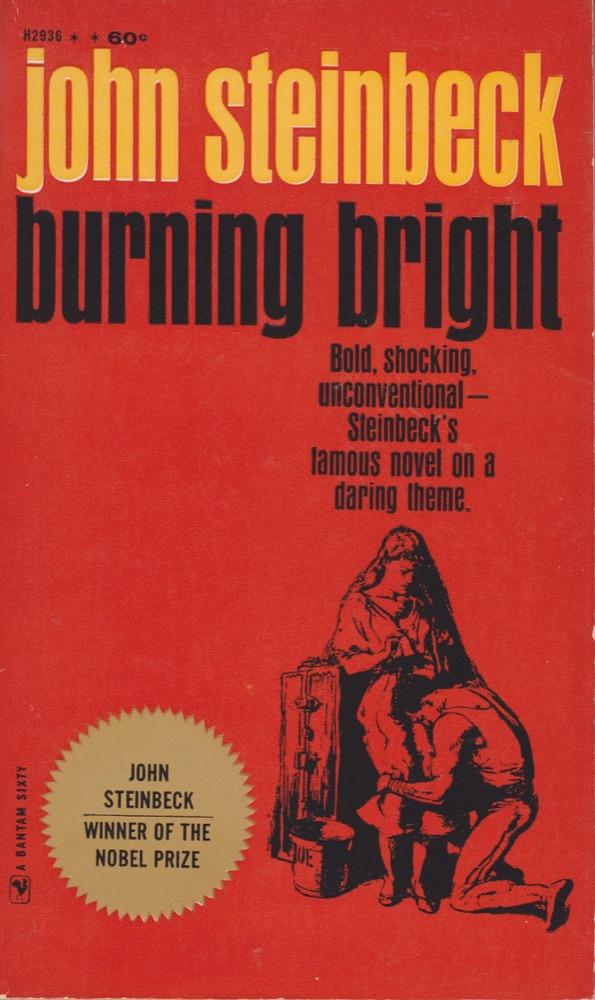 H2936 * * 60¢
john steinbeck
burning bright
Bold, shocking,
unconventional—
Steinbeck's
famous novel on a
daring theme.
JOHN
STEINBECK
WINNER OF THE
NOBEL PRIZE
A BANTAM SIXTY
UE